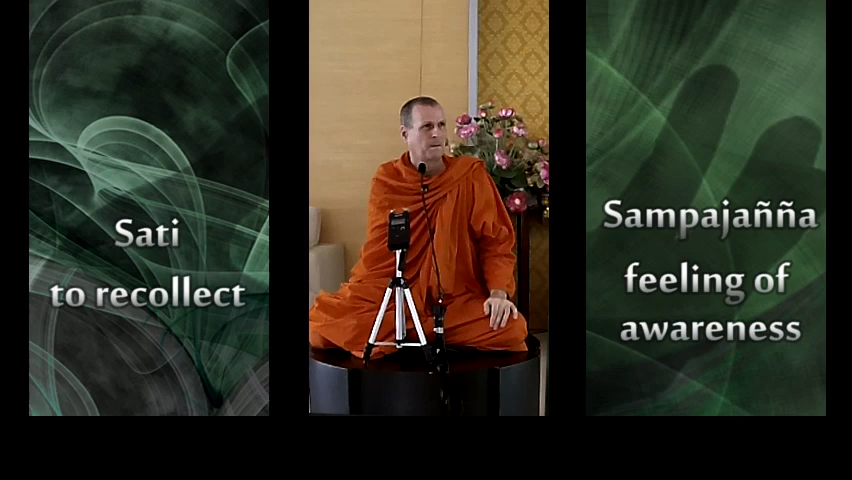 Sati
to recollect
Sampajañña
feeling of
awareness